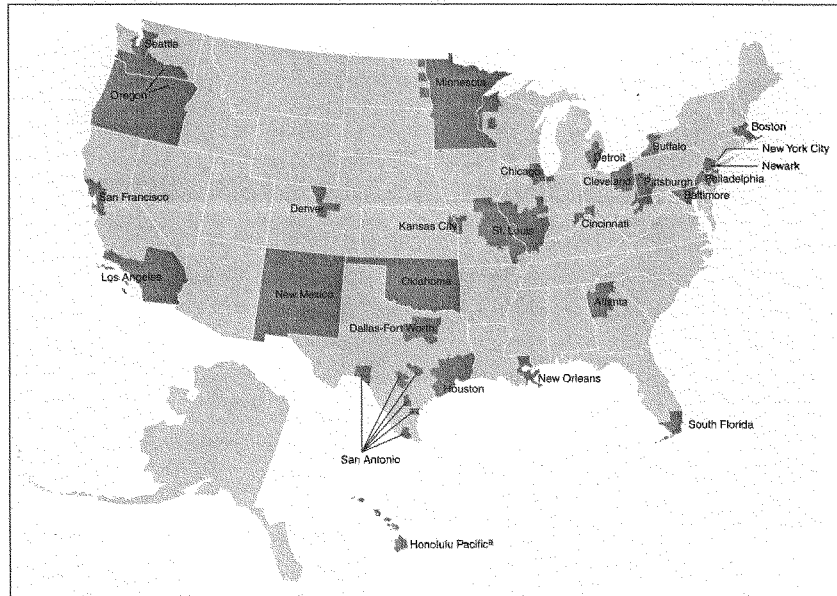 Seattle
Oregon
Minnesota
Boston
Buffalo
New York City
Newark
Detroit
Chicago
Cleveland
Pittsburgh
Philadelphia
Baltimore
San Francisco
Denver
Kansas City
St. Louis
Cincinnati
Los Angeles
New Mexico
Oklahoma
Atlanta
Dallas-Fort Worth
Houston
New Orleans
South Florida
San Antonio
Honolulu Pacificᵃ